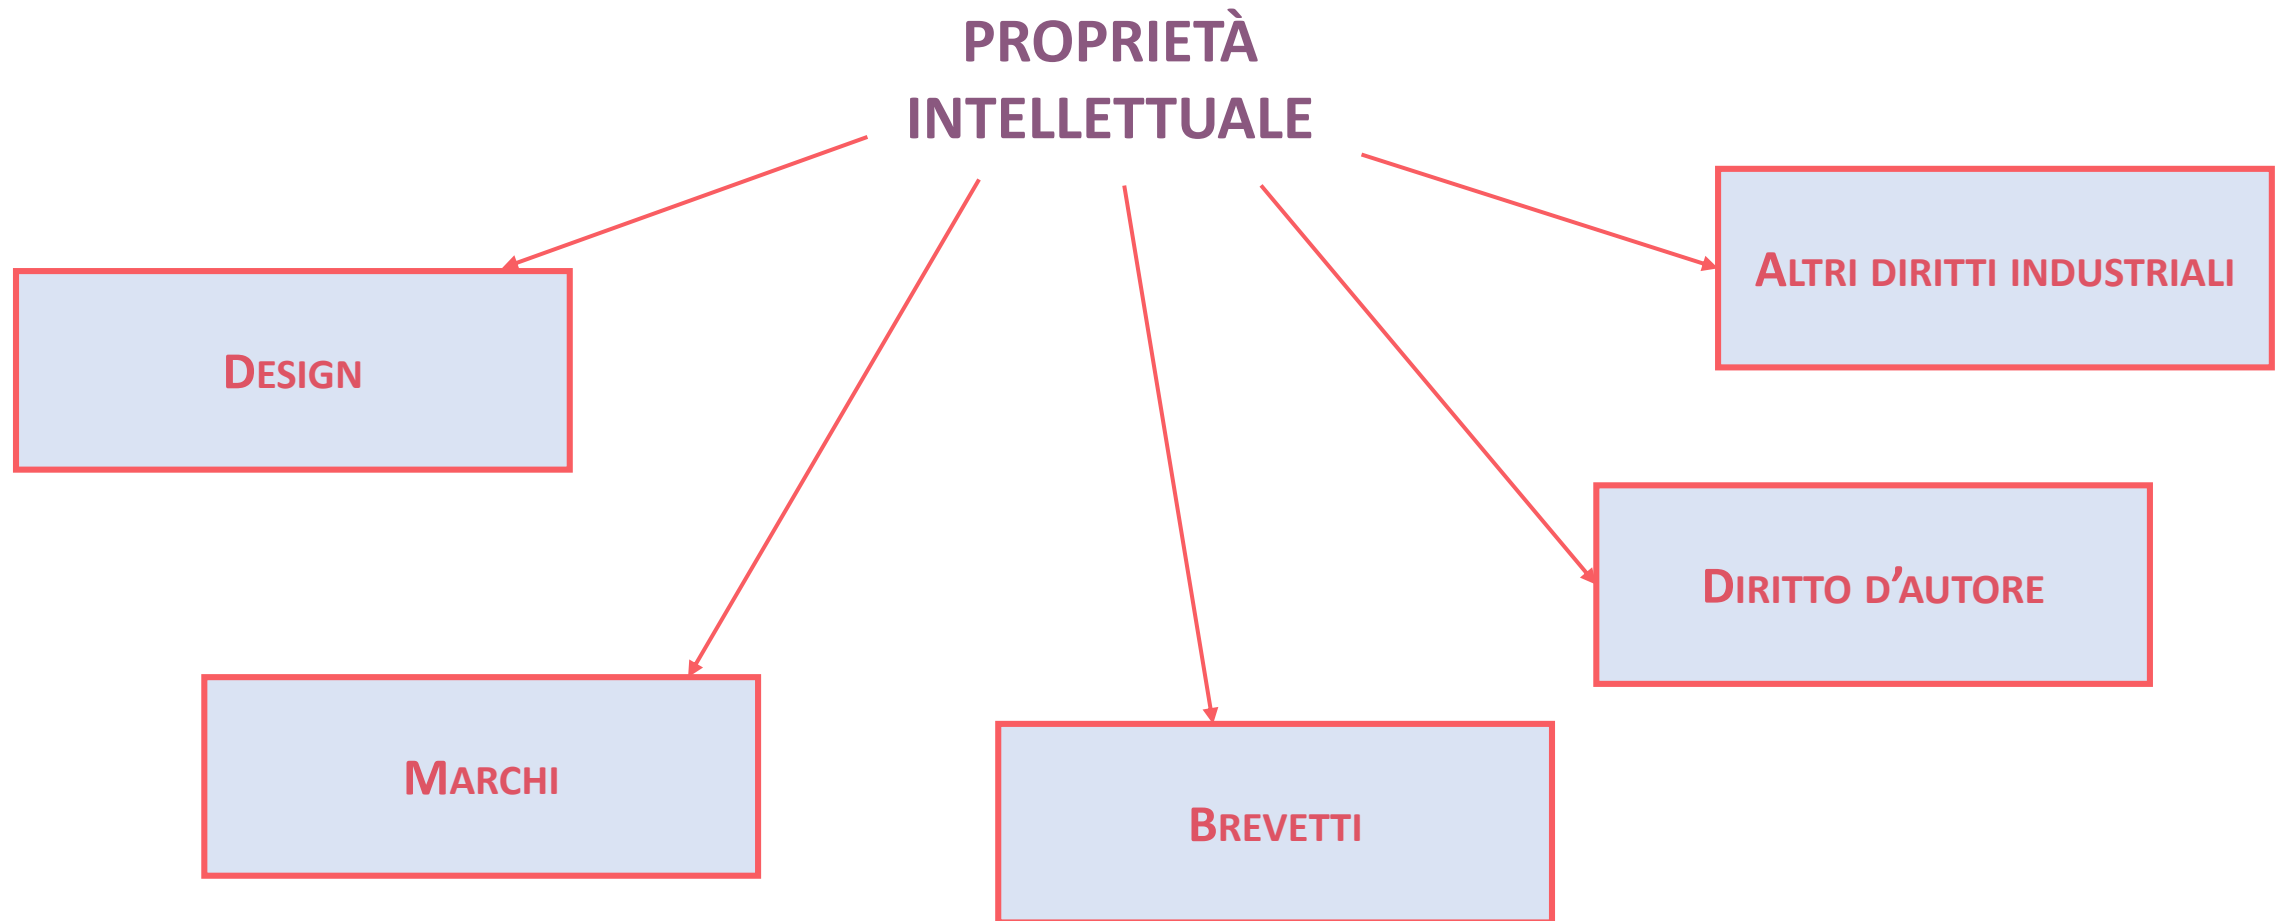 PROPRIETÀ
INTELLETTUALE
ALTRI DIRITTI INDUSTRIALI
DESIGN
DIRITTO D’AUTORE
MARCHI
BREVETTI